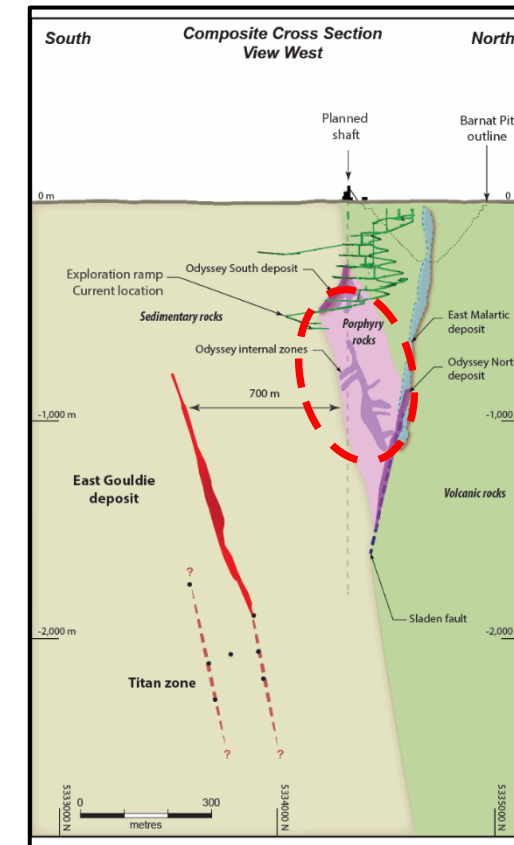 South
Composite Cross Section
View West
North
Planned
shaft
Barnat Pit
outline
0 m
0
Odyssey South deposit
Exploration ramp
Current location
Sedimentary rocks
Porphyry
rocks
East Malartic
deposit
Odyssey internal zones
Odyssey Nort
deposit
700 m
-1,000 m
-1,000
East Gouldie
deposit
Volcanic rocks
?
Sladen fault
-2,000 m
-2,000
Titan zone
?
?
5333000 N
0
300
metres
5334000 N
5335000 N